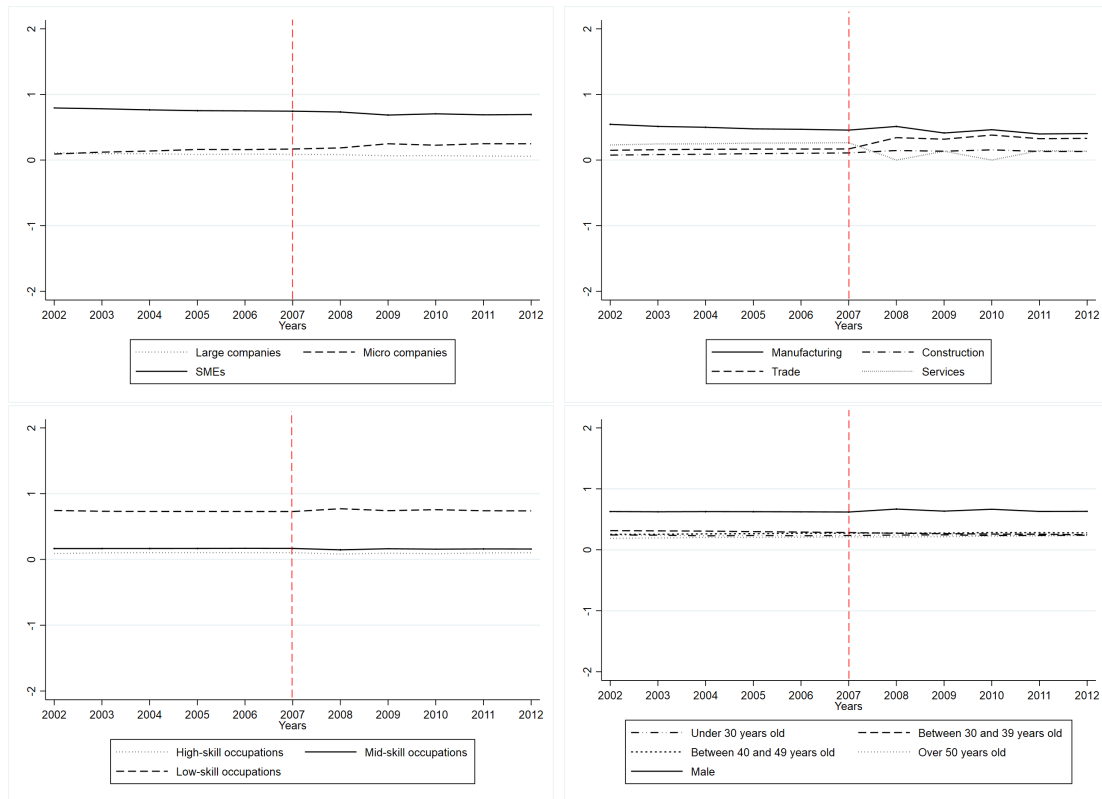 2
1
0
-1
-2
2002 2003 2004 2005 2006 2007 2008 2009 2010 2011 2012
Years
Large companies Micro companies
SMEs
2
1
0
-1
-2
2002 2003 2004 2005 2006 2007 2008 2009 2010 2011 2012
Years
Manufacturing Construction
Trade Services
2
1
0
-1
-2
2002 2003 2004 2005 2006 2007 2008 2009 2010 2011 2012
Years
High-skill occupations Mid-skill occupations
Low-skill occupations
2
1
0
-1
-2
2002 2003 2004 2005 2006 2007 2008 2009 2010 2011 2012
Years
Under 30 years old Between 30 and 39 years old
Between 40 and 49 years old Over 50 years old
Male